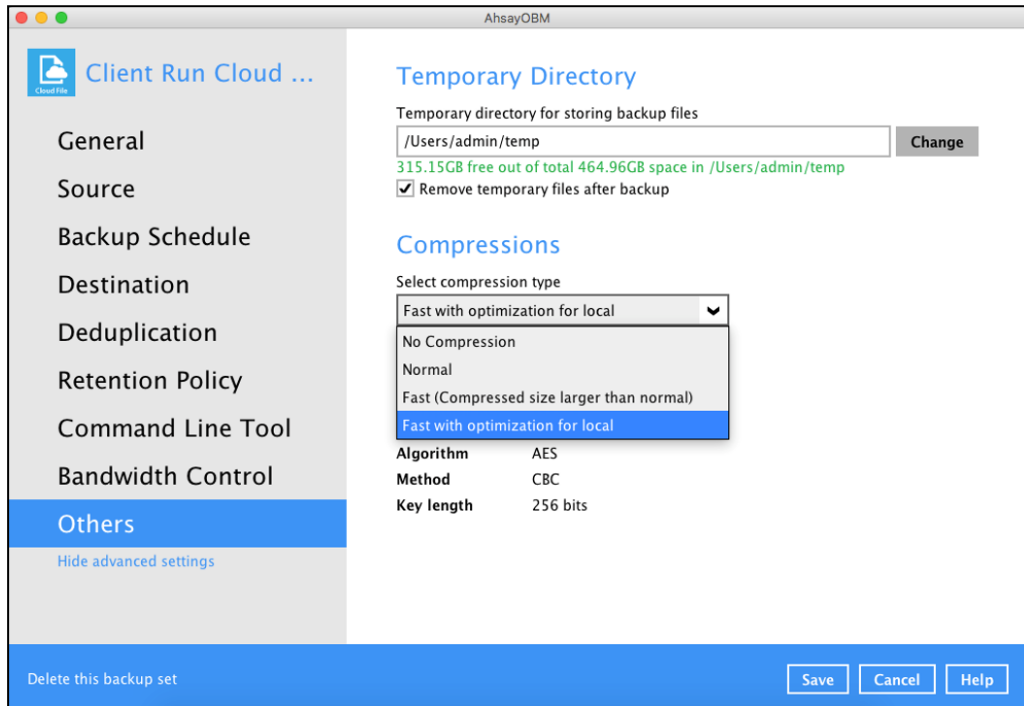 AhsayOBM
Cloud File
Client Run Cloud ...
General
Source
Backup Schedule
Destination
Deduplication
Retention Policy
Command Line Tool
Bandwidth Control
Others
Hide advanced settings
Temporary Directory
Temporary directory for storing backup files
/Users/admin/temp
Change
315.15GB free out of total 464.96GB space in /Users/admin/temp
Remove temporary files after backup
Compressions
Select compression type
Fast with optimization for local
No Compression
Normal
Fast (Compressed size larger than normal)
Fast with optimization for local
Algorithm AES
Method CBC
Key length 256 bits
Delete this backup set
Save Cancel Help